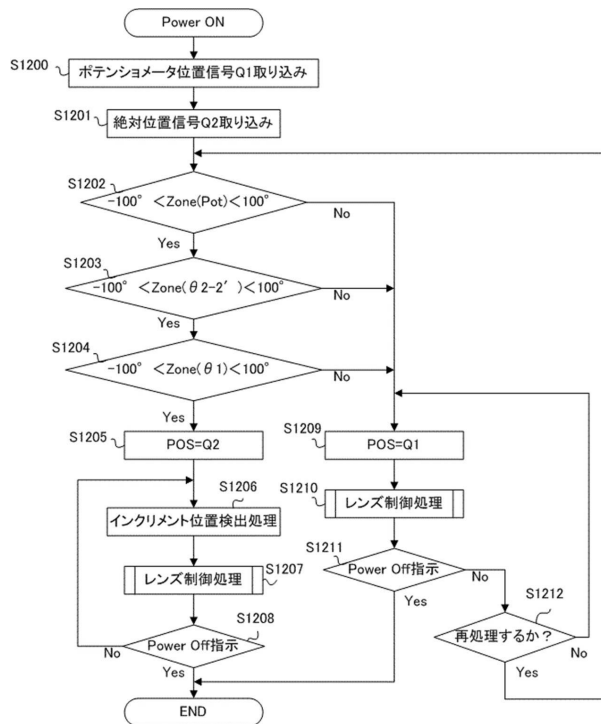 Power ON
S1200
ポテンショメータ位置信号Q1取り込み
S1201
絶対位置信号Q2取り込み
S1202
-100° <Zone(Pot)<100°
No
Yes
S1203
-100° <Zone(θ2-2′)<100°
No
Yes
S1204
-100° <Zone(θ1)<100°
No
Yes
S1205
POS=Q2
S1206
インクリメント位置検出処理
レンズ制御処理
S1207
Power Off指示
S1208
No
Yes
END
S1209
POS=Q1
S1210
レンズ制御処理
S1211
Power Off指示
No
Yes
S1212
再処理するか？
No
Yes